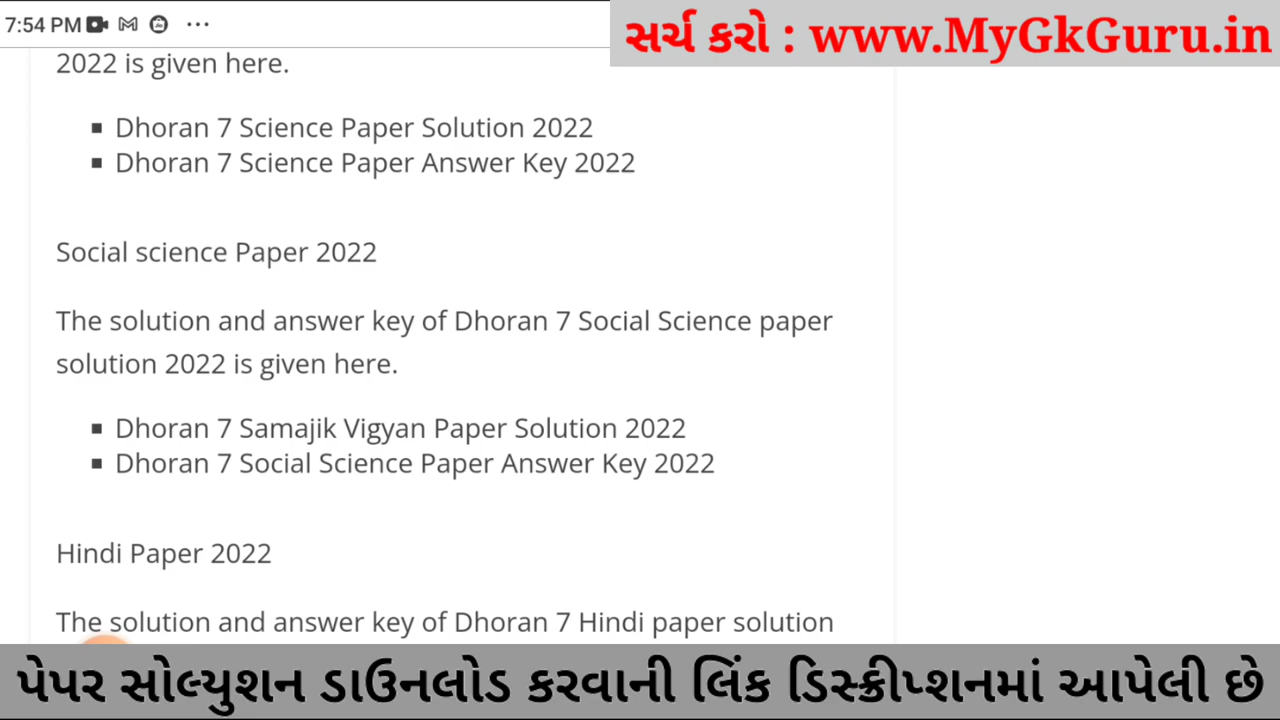 7:54 PM
સર્ચ કરો : www.MyGkGuru.in
2022 is given here.
Dhoran 7 Science Paper Solution 2022
Dhoran 7 Science Paper Answer Key 2022
Social science Paper 2022
The solution and answer key of Dhoran 7 Social Science paper
solution 2022 is given here.
Dhoran 7 Samajik Vigyan Paper Solution 2022
Dhoran 7 Social Science Paper Answer Key 2022
Hindi Paper 2022
The solution and answer key of Dhoran 7 Hindi paper solution
પેપર સોલ્યુશન ડાઉનલોડ કરવાની લિંક ડિસ્ક્રીપ્શનમાં આપેલી છે